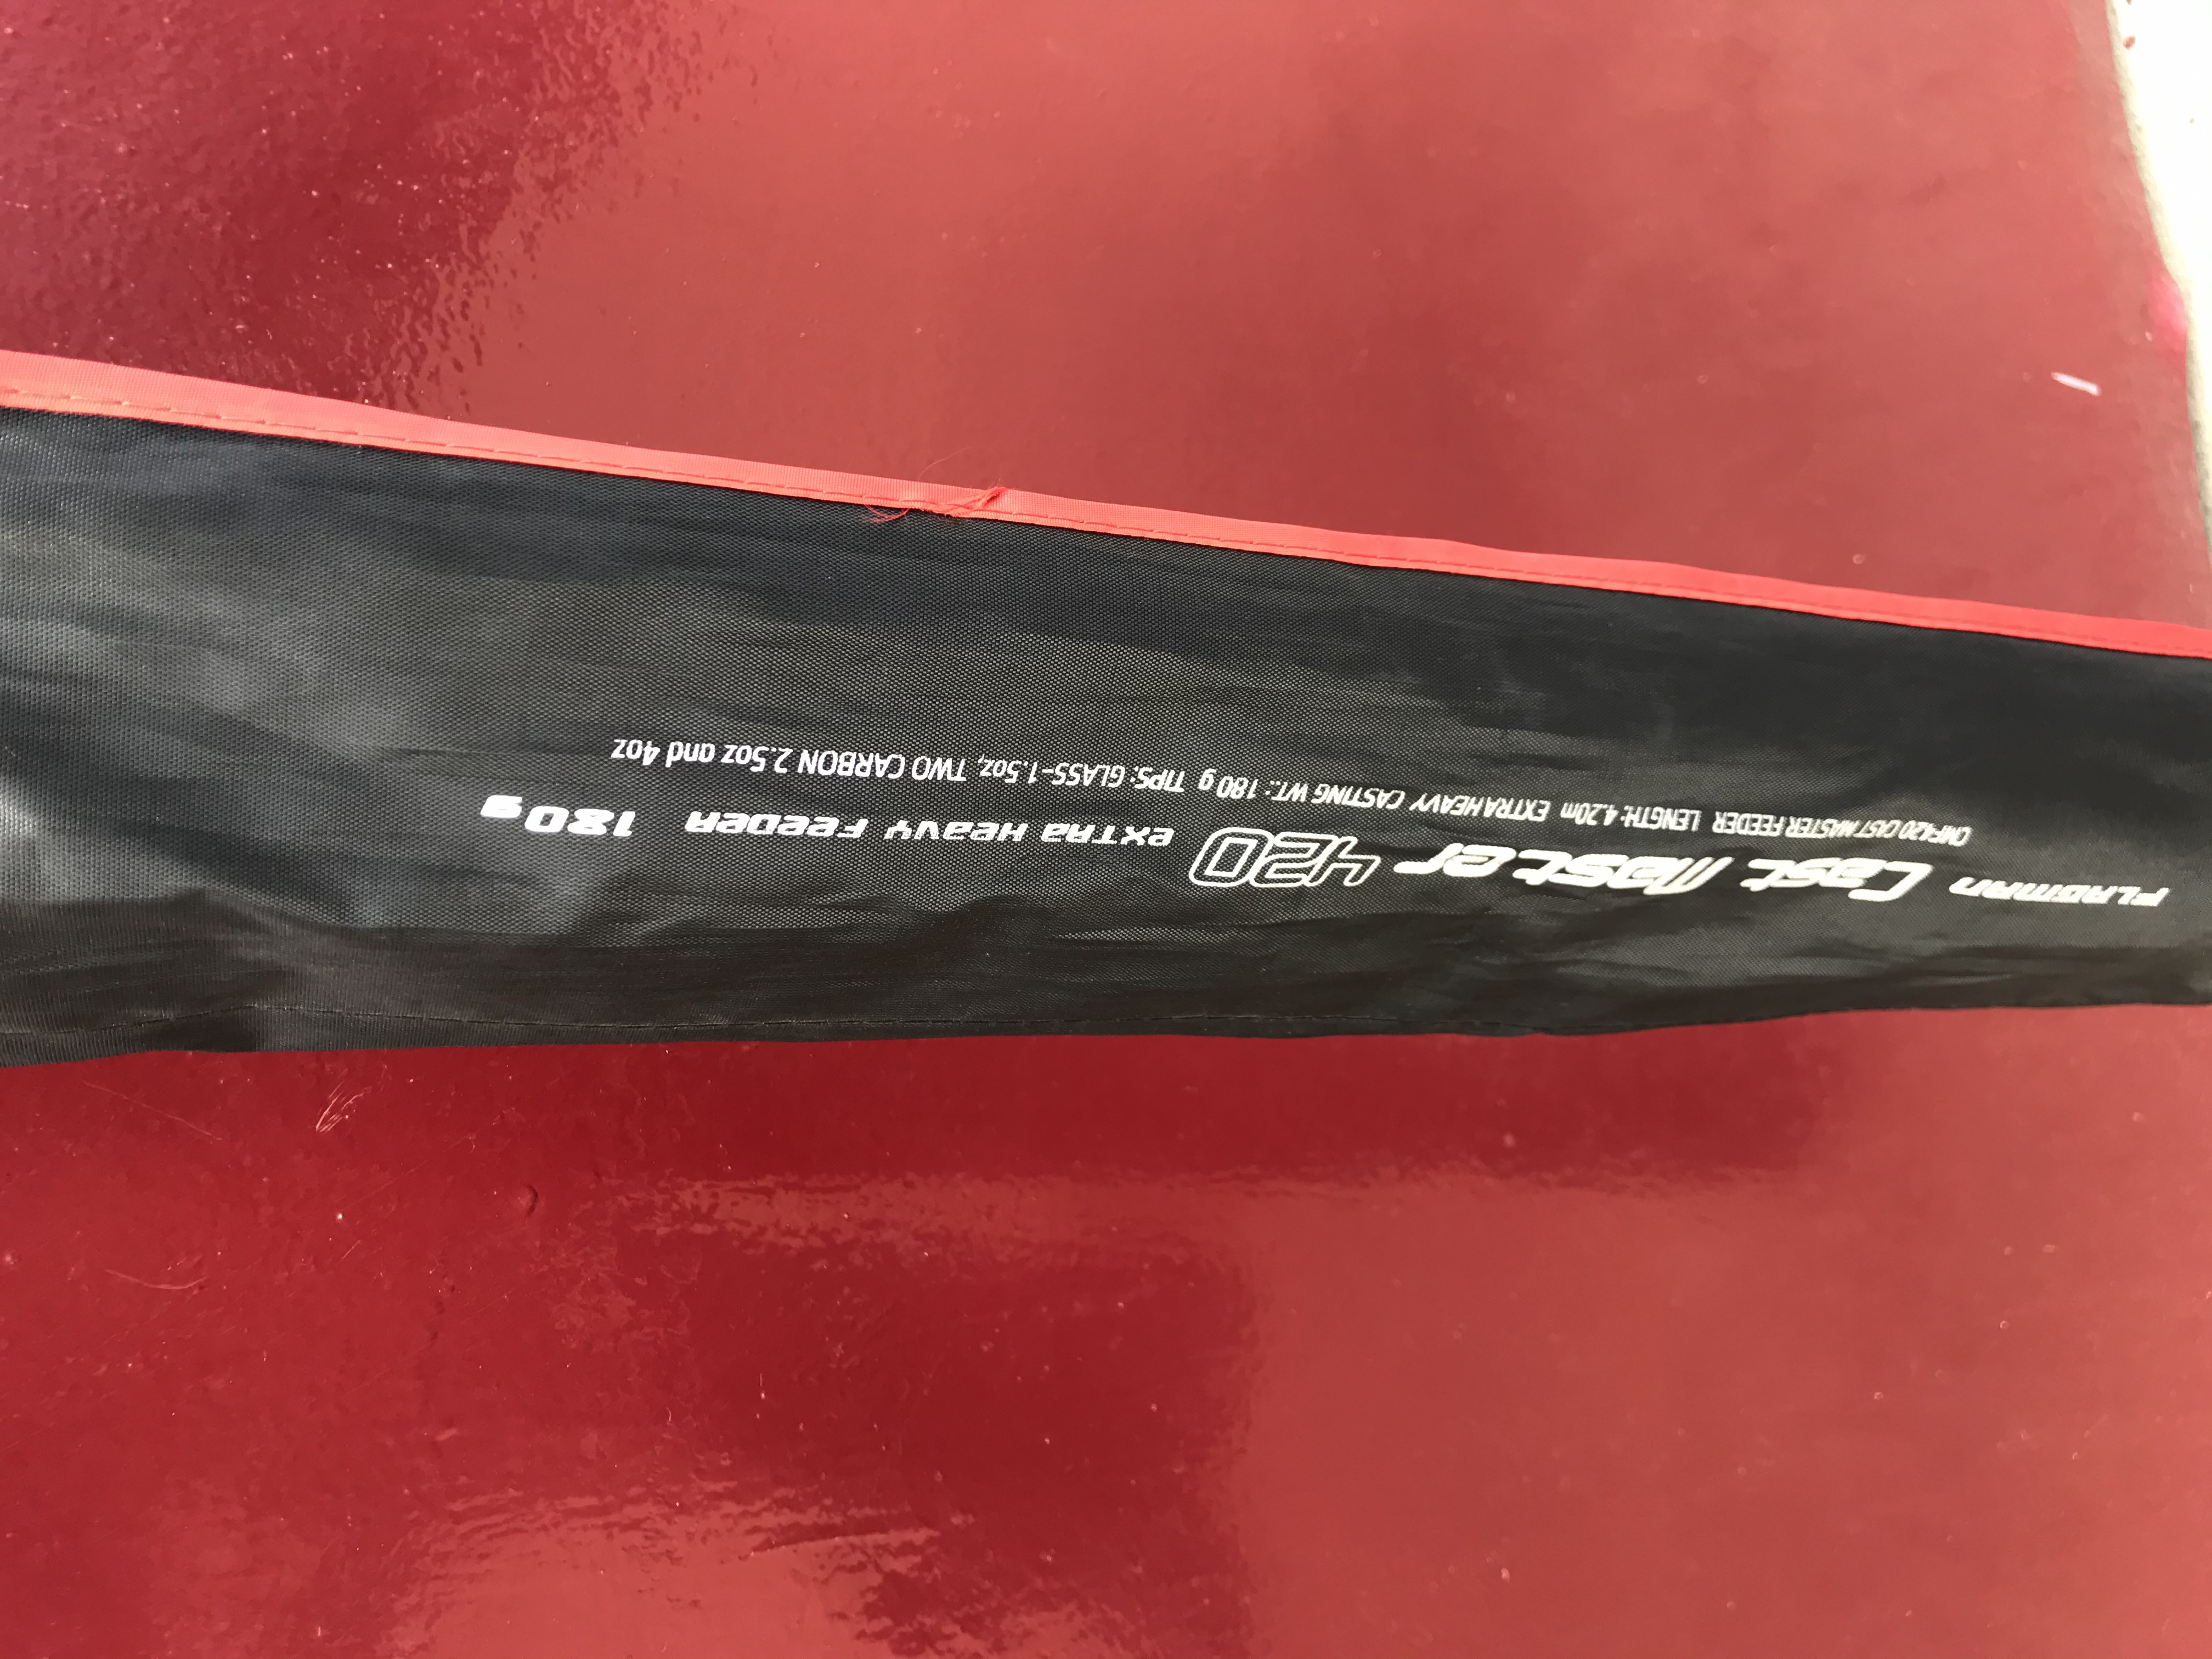 FLAGMAN Cast Master 420 EXTRA HEAVY FEEDER 180g
CMF420 CAST MASTER FEEDER LENGTH: 4.20m EXTRA HEAVY CASTING WT.: 180 g TIPS: GLASS-1.5oz, TWO CARBON 2.5oz and 4oz